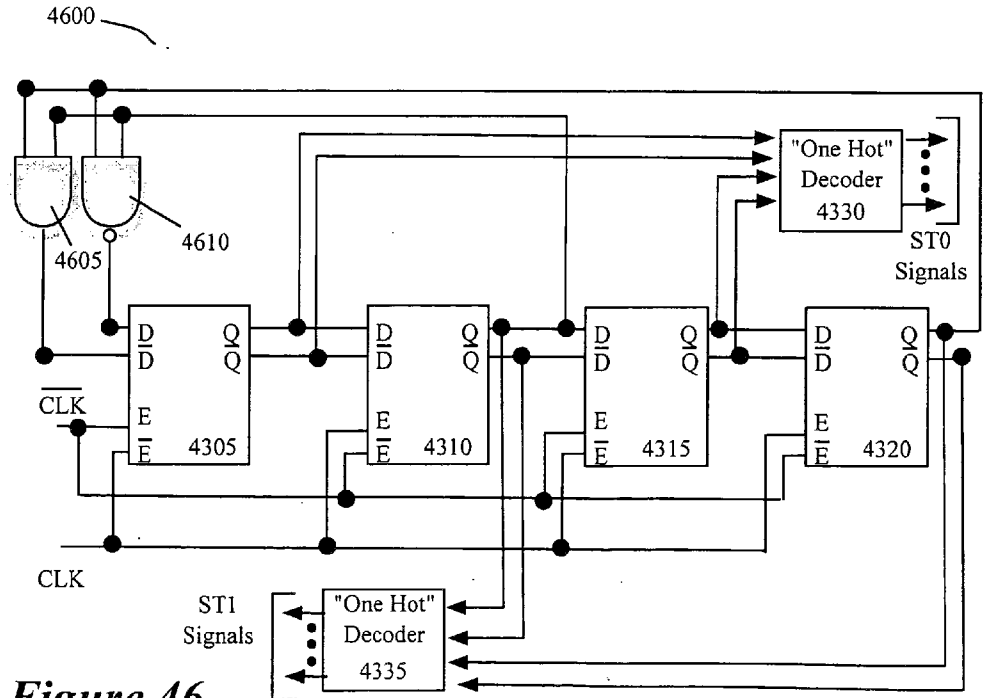 4600
"One Hot"
Decoder
4330
ST0
Signals
4605
4610
D Q
D̅ Q̅
E
E̅ 4305
D Q
D̅ Q̅
E
E̅ 4310
D Q
D̅ Q̅
E
E̅ 4315
D Q
D̅ Q̅
E
E̅ 4320
C̅L̅K̅
CLK
ST1
Signals
"One Hot"
Decoder
4335
Figure 46